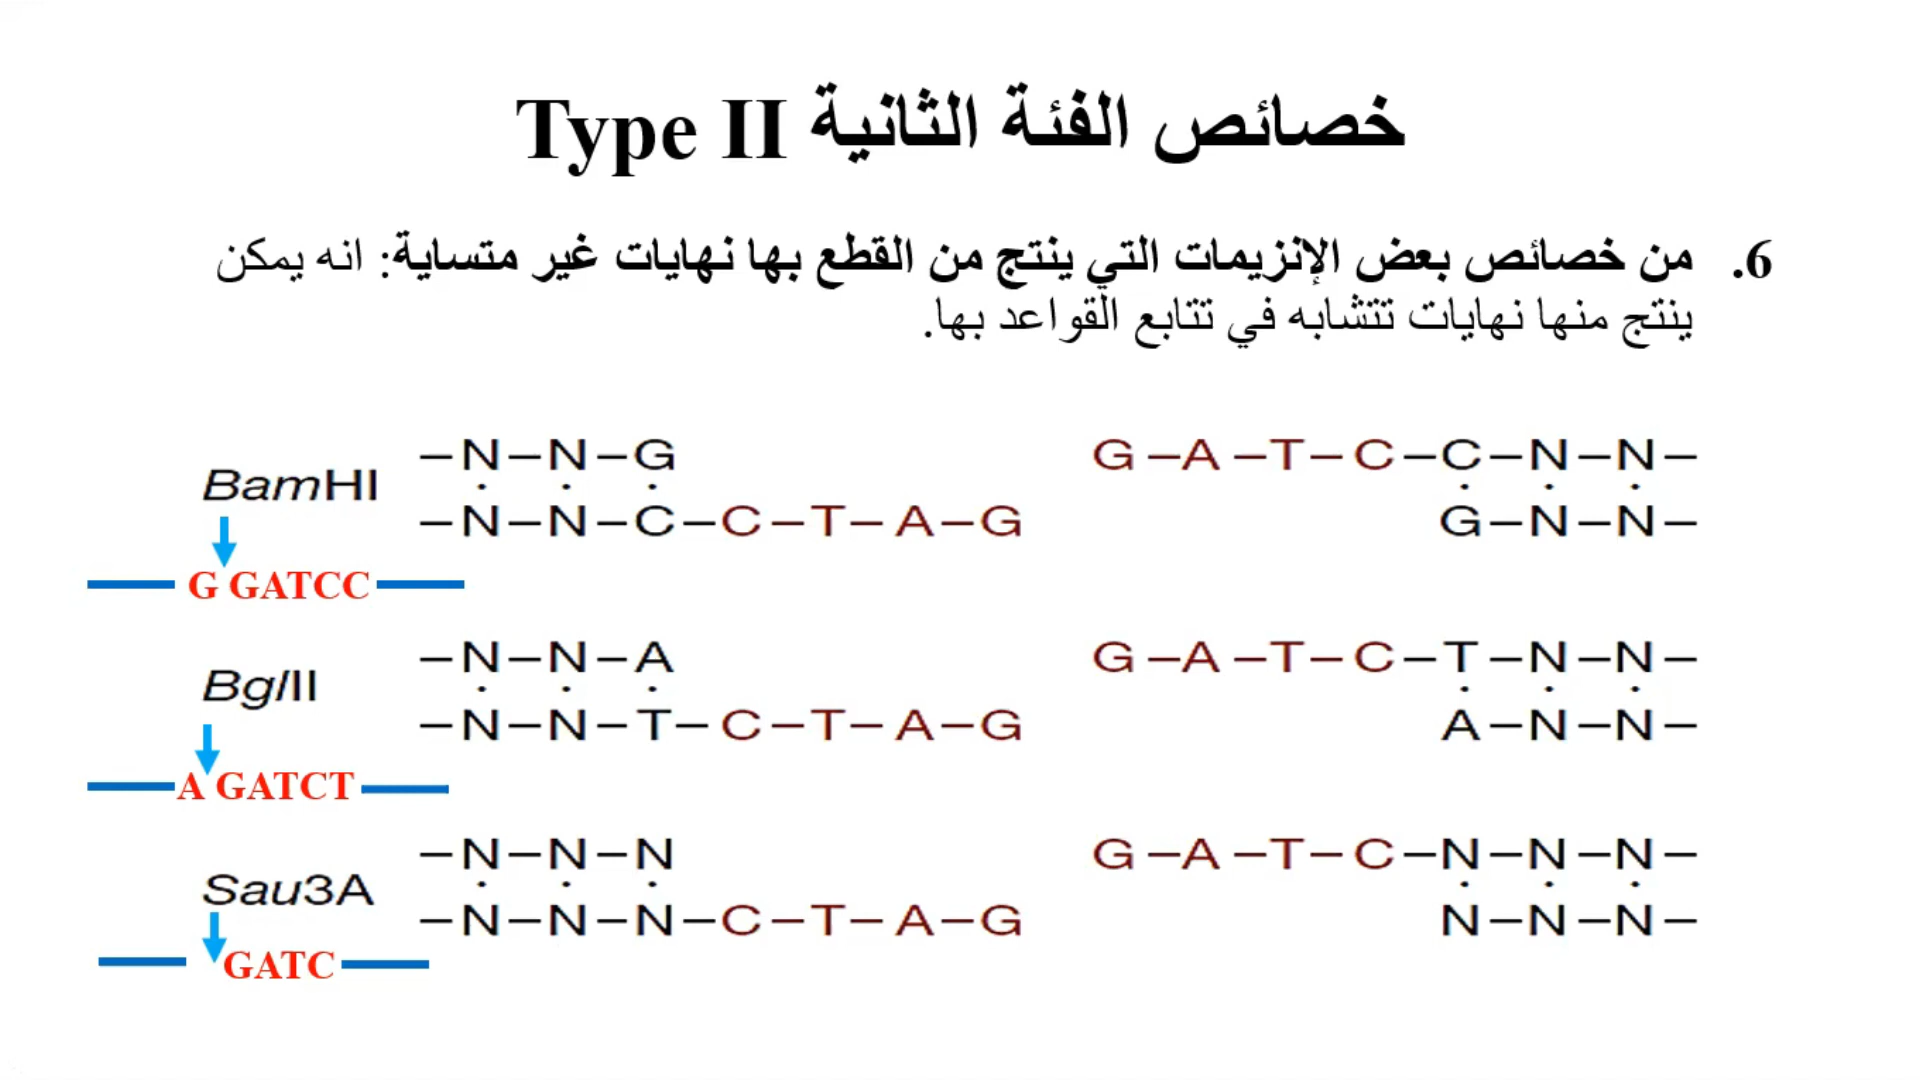 خصائص الفئة الثانية Type II
6. من خصائص بعض الإنزيمات التي ينتج من القطع بها نهايات غير متساية: انه يمكن
ينتج منها نهايات تتشابه في تتابع القواعد بها.
–N–N–G G–A–T–C–C–N–N–
BamHI
–N–N–C–C–T–A–G G–N–N–
G GATCC
–N–N–A G–A–T–C–T–N–N–
BglII
–N–N–T–C–T–A–G A–N–N–
A GATCT
–N–N–N G–A–T–C–N–N–N–
Sau3A
–N–N–N–C–T–A–G N–N–N–
GATC